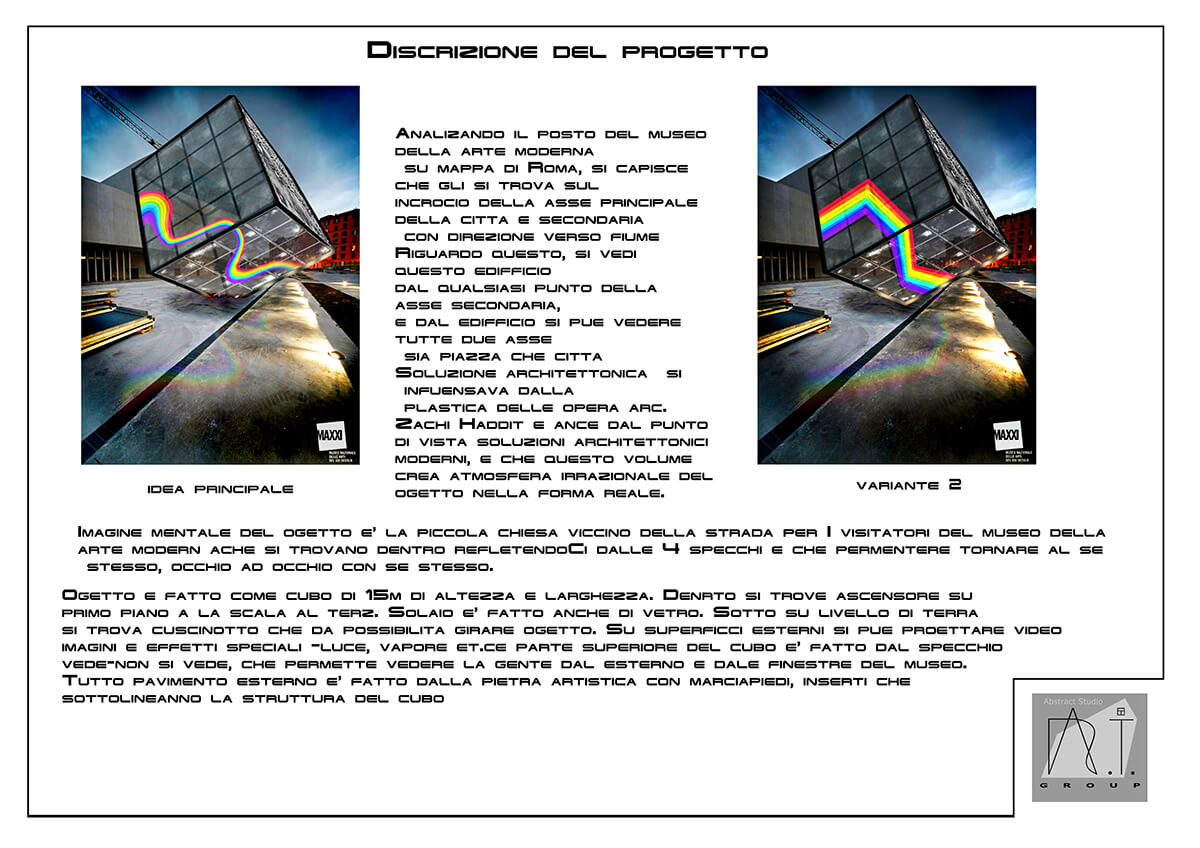 Discrizione del progetto
Analizando il posto del museo
della arte moderna
su mappa di Roma, si capisce
che gli si trova sul
incrocio della asse principale
della citta e secondaria
con direzione verso fiume
Riguardo questo, si vedi
questo edifficio
dal qualsiasi punto della
asse secondaria,
e dal edifficio si pue vedere
tutte due asse
sia piazza che citta
Soluzione architettonica si
infuensava dalla
plastica delle opera arc.
Zachi Haddit e ance dal punto
di vista soluzioni architettonici
moderni, e che questo volume
crea atmosfera irrazionale del
ogetto nella forma reale.
MAXXI
MUSEO NAZIONALE
DELLE ARTI
DEL XXI SECOLO
idea principale
MAXXI
MUSEO NAZIONALE
DELLE ARTI
DEL XXI SECOLO
variante 2
Imagine mentale del ogetto e' la piccola chiesa viccino della strada per I visitatori del museo della
arte modern ache si trovano dentro refletendoCi dalle 4 specchi e che permentere tornare al se
stesso, occhio ad occhio con se stesso.
Ogetto e fatto come cubo di 15m di altezza e larghezza. Denrto si trove ascensore su
primo piano a la scala al terz. Solaio e' fatto anche di vetro. Sotto su livello di terra
si trova cuscinotto che da possibilita girare ogetto. Su superficci esterni si pue proettare video
imagini e effetti speciali -luce, vapore et.ce parte superiore del cubo e' fatto dal specchio
vede-non si vede, che permette vedere la gente dal esterno e dale finestre del museo.
Tutto pavimento esterno e' fatto dalla pietra artistica con marciapiedi, inserti che
sottolineanno la struttura del cubo
Abstract Studio
A.T.
GROUP